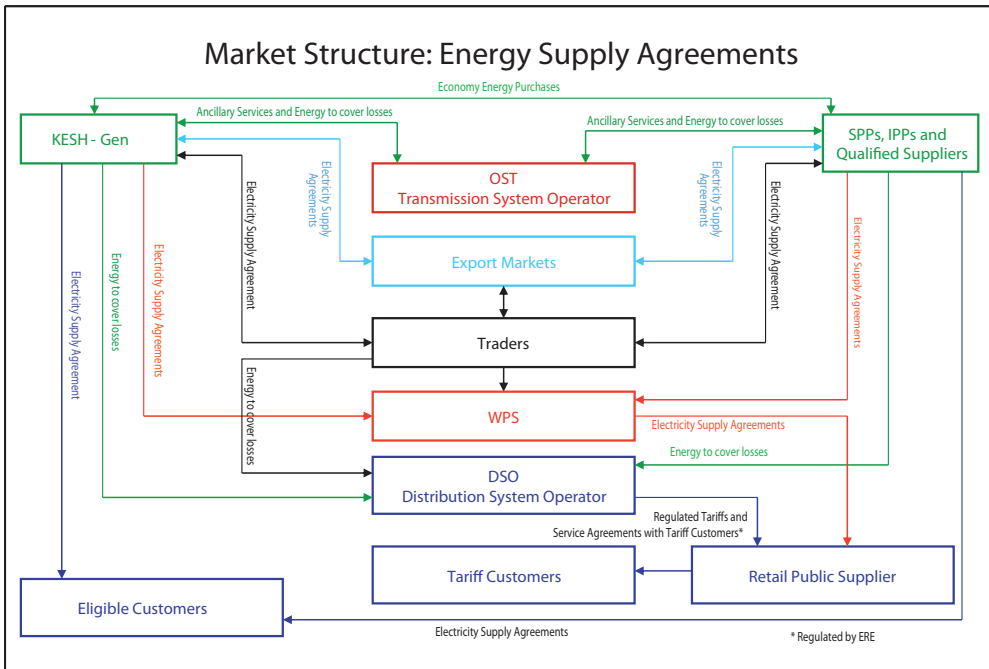 Market Structure: Energy Supply Agreements
Economy Energy Purchases
Ancillary Services and Energy to cover losses
Ancillary Services and Energy to cover losses
KESH - Gen
SPPs, IPPs and
Qualified Suppliers
OST
Transmission System Operator
Electricity Supply
Agreements
Electricity Supply
Agreements
Electricity Supply Agreement
Electricity Supply Agreement
Export Markets
Electricity Supply Agreement
Energy to cover losses
Electricity Supply Agreements
Electricity Supply Agreements
Traders
Energy to cover losses
WPS
Electricity Supply Agreements
Energy to cover losses
DSO
Distribution System Operator
Regulated Tariffs and
Service Agreements with Tariff Customers*
Tariff Customers
Retail Public Supplier
Eligible Customers
Electricity Supply Agreements
* Regulated by ERE